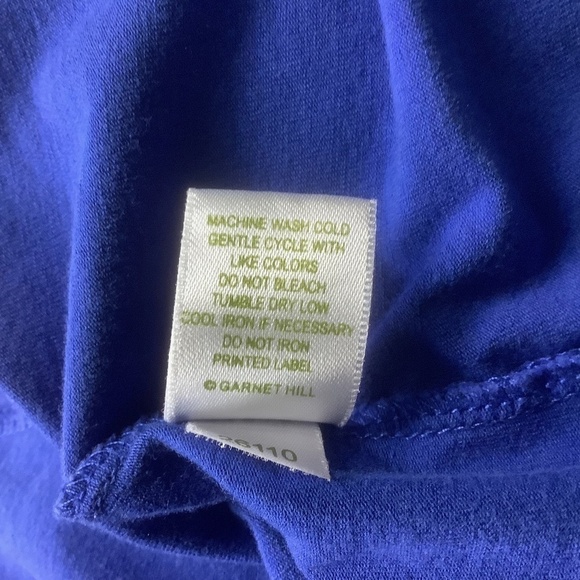 MACHINE WASH COLD
GENTLE CYCLE WITH
LIKE COLORS
DO NOT BLEACH
TUMBLE DRY LOW
COOL IRON IF NECESSARY
DO NOT IRON
PRINTED LABEL
© GARNET HILL